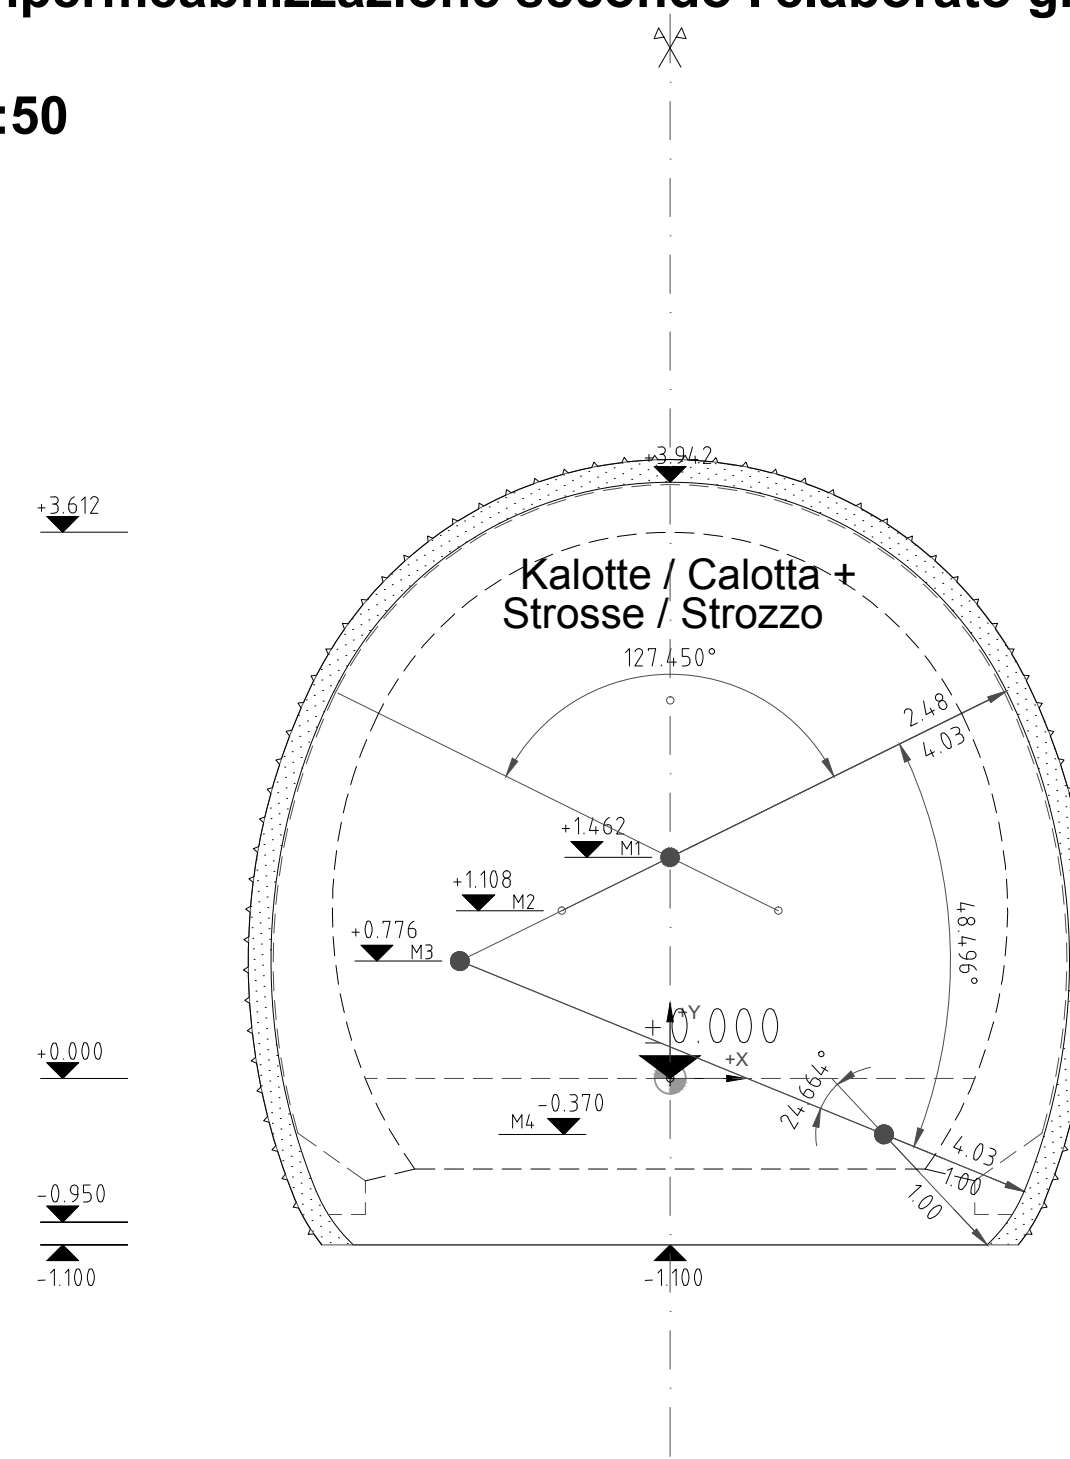 :50
+3.942
+3.612
Kalotte / Calotta +
Strosse / Strozzo
127.450°
2.48
4.03
+1.462
M1
+1.108
M2
+0.776
M3
48.496°
+Y
±0.000
+X
+0.000
24.664°
-0.370
M4
4.03
1.00
1.00
-0.950
-1.100
-1.100